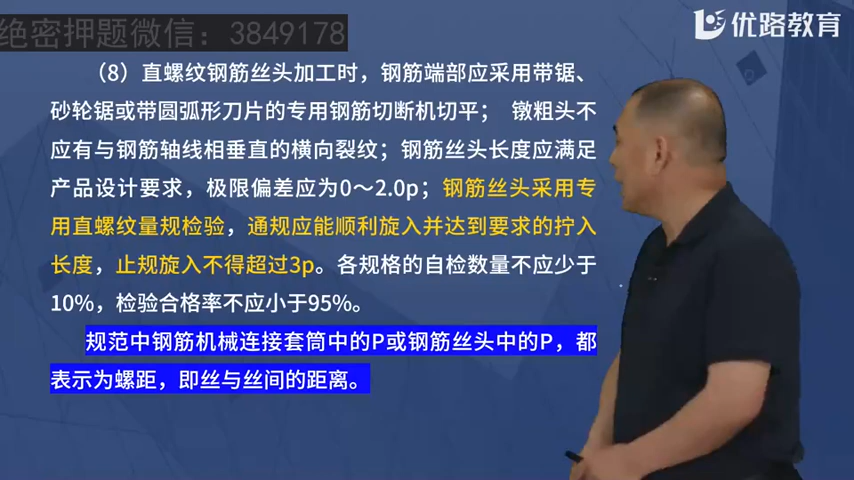 绝密押题微信：3849178
优路教育
（8）直螺纹钢筋丝头加工时，钢筋端部应采用带锯、
砂轮锯或带圆弧形刀片的专用钢筋切断机切平； 镦粗头不
应有与钢筋轴线相垂直的横向裂纹；钢筋丝头长度应满足
产品设计要求，极限偏差应为0～2.0p；钢筋丝头采用专
用直螺纹量规检验，通规应能顺利旋入并达到要求的拧入
长度，止规旋入不得超过3p。各规格的自检数量不应少于
10%，检验合格率不应小于95%。
规范中钢筋机械连接套筒中的P或钢筋丝头中的P，都
表示为螺距，即丝与丝间的距离。